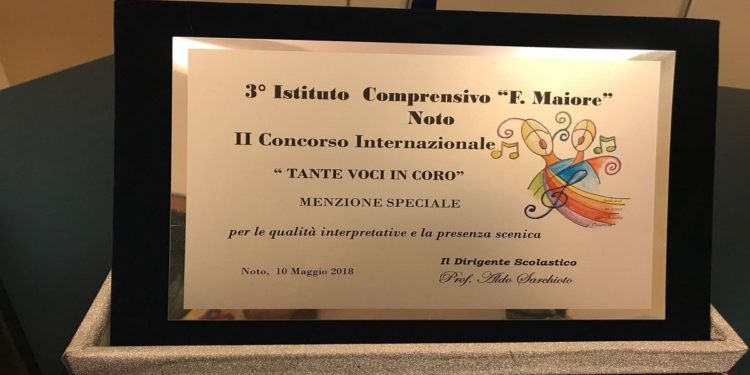 3° Istituto Comprensivo “F. Maiore”
Noto
II Concorso Internazionale
“ TANTE VOCI IN CORO”
MENZIONE SPECIALE
per le qualità interpretative e la presenza scenica
Il Dirigente Scolastico
Noto, 10 Maggio 2018
Prof. Aldo Sarchioto